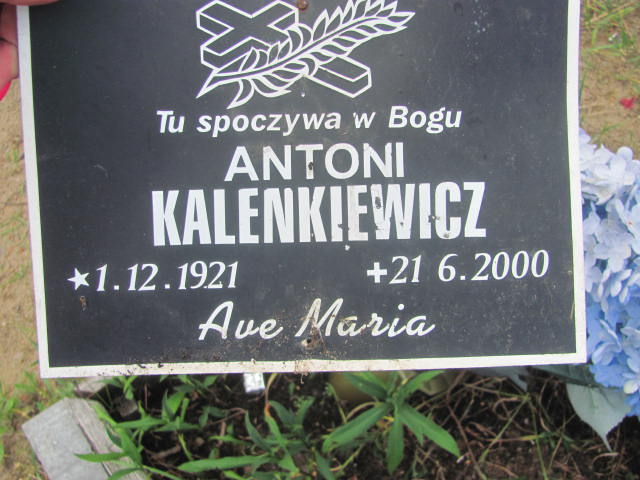 Tu spoczywa w Bogu
ANTONI
KALENKIEWICZ
★1.12.1921 +21 6.2000
Ave Maria